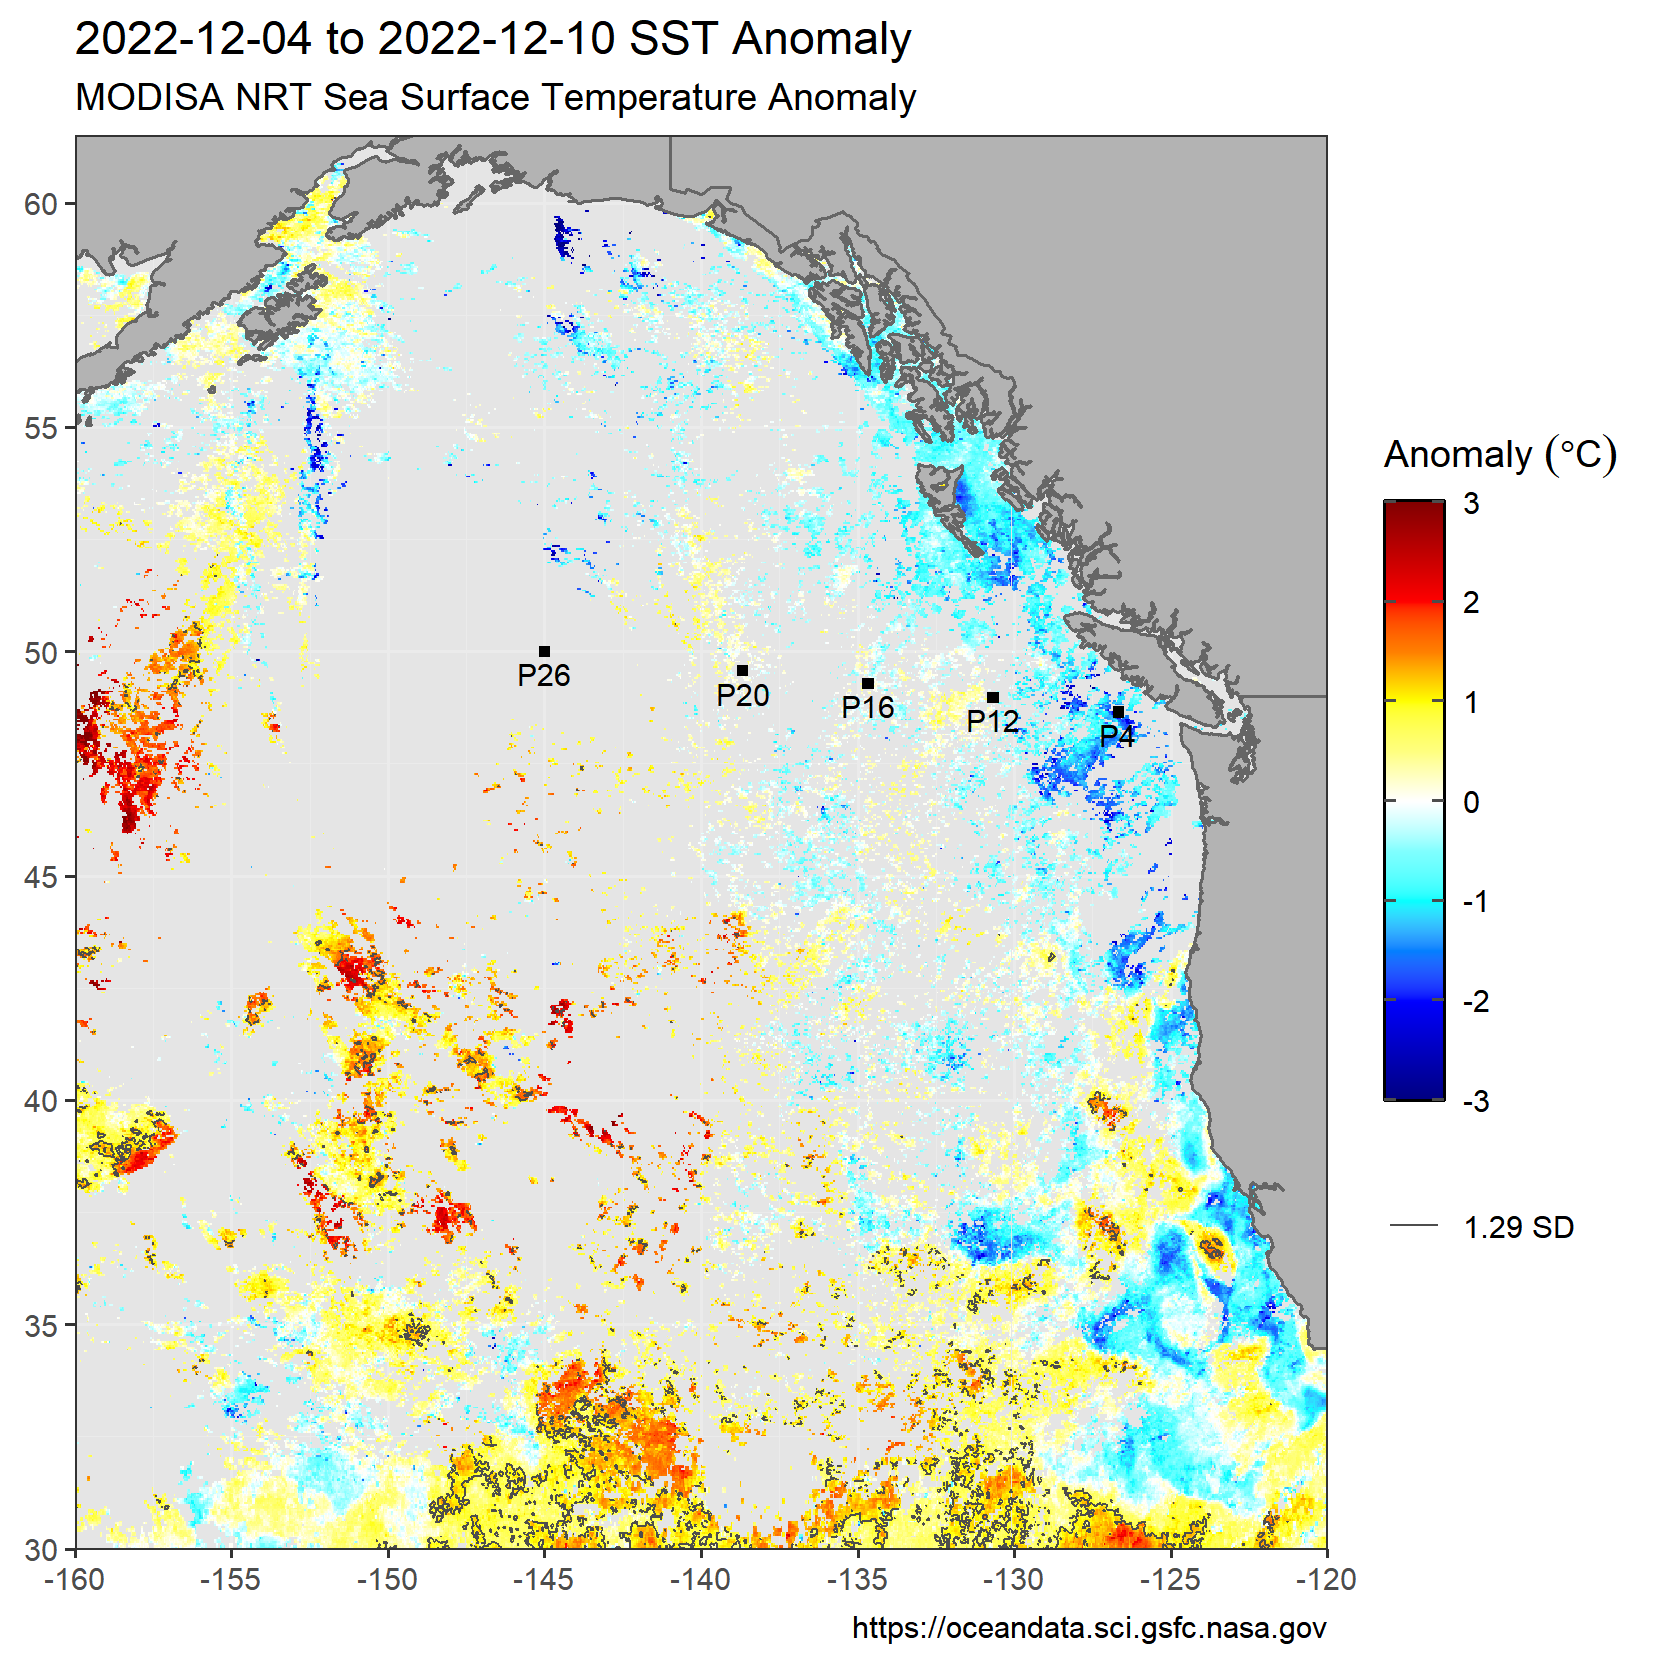 2022-12-04 to 2022-12-10 SST Anomaly
MODISA NRT Sea Surface Temperature Anomaly
60
55
50
45
40
35
30
-160
-155
-150
-145
-140
-135
-130
-125
-120
P26
P20
P16
P12
P4
Anomaly (°C)
3
2
1
0
-1
-2
-3
1.29 SD
https://oceandata.sci.gsfc.nasa.gov